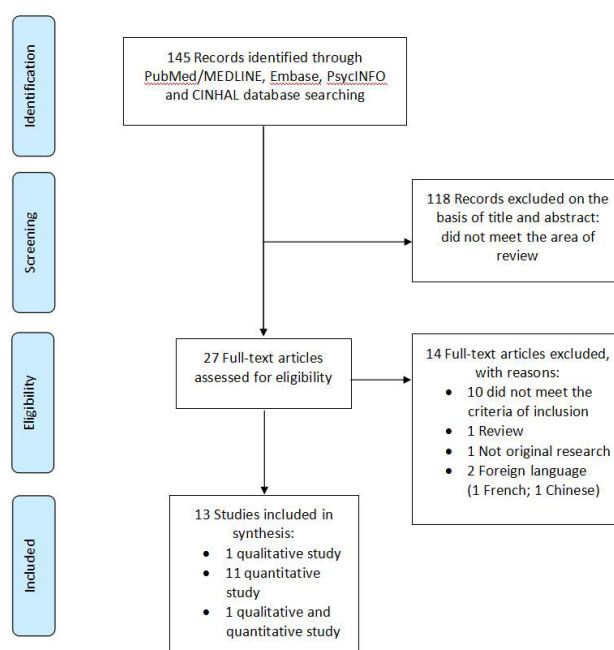 Identification
145 Records identified through
PubMed/MEDLINE, Embase, PsycINFO
and CINHAL database searching
Screening
118 Records excluded on the
basis of title and abstract:
did not meet the area of
review
Eligibility
27 Full-text articles
assessed for eligibility
14 Full-text articles excluded,
with reasons:
• 10 did not meet the
criteria of inclusion
• 1 Review
• 1 Not original research
• 2 Foreign language
(1 French; 1 Chinese)
Included
13 Studies included in
synthesis:
• 1 qualitative study
• 11 quantitative
study
• 1 qualitative and
quantitative study